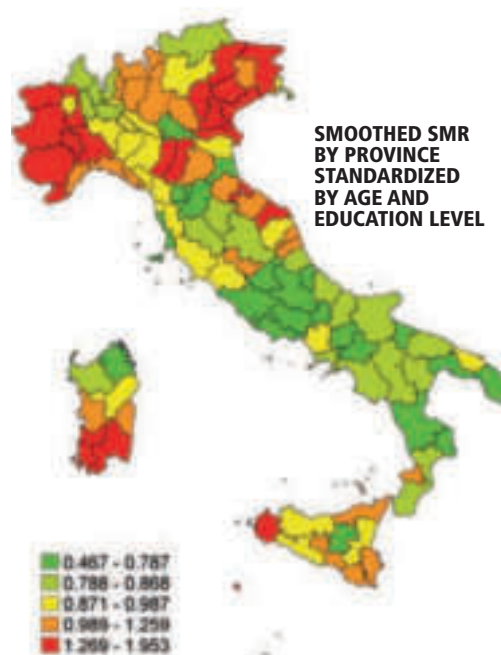 SMOOTHED SMR
BY PROVINCE
STANDARDIZED
BY AGE AND
EDUCATION LEVEL
0.467 - 0.787
0.788 - 0.868
0.871 - 0.987
0.989 - 1.259
1.269 - 1.953